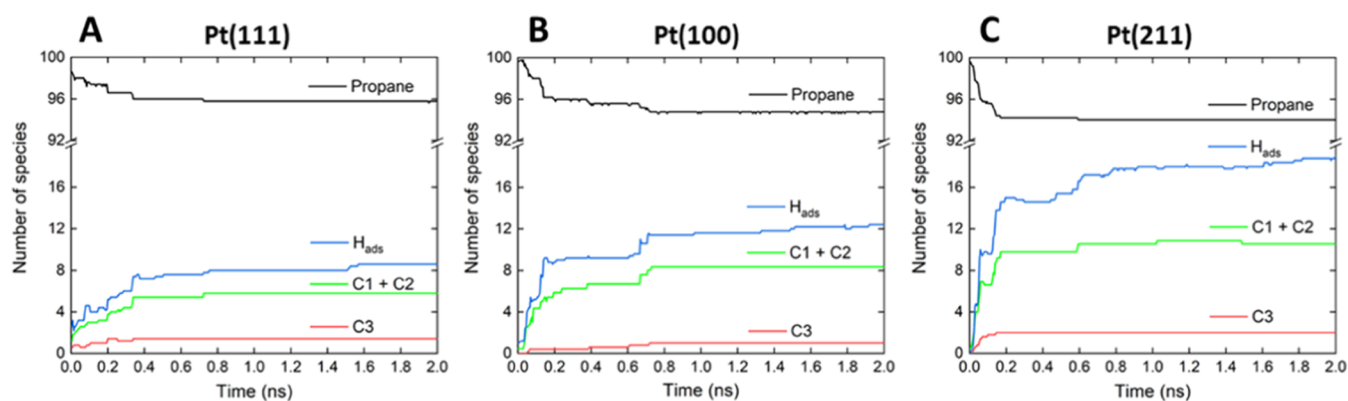 A Pt(111)
Number of species
100
96
92
16
12
8
4
0
Propane
H_ads
C1 + C2
C3
0.0 0.2 0.4 0.6 0.8 1.0 1.2 1.4 1.6 1.8 2.0
Time (ns)
B Pt(100)
Number of species
100
96
92
16
12
8
4
0
Propane
H_ads
C1 + C2
C3
0.0 0.2 0.4 0.6 0.8 1.0 1.2 1.4 1.6 1.8 2.0
Time (ns)
C Pt(211)
Number of species
100
96
92
16
12
8
4
0
Propane
H_ads
C1 + C2
C3
0.0 0.2 0.4 0.6 0.8 1.0 1.2 1.4 1.6 1.8 2.0
Time (ns)